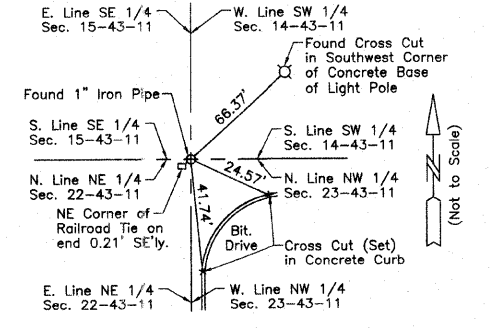 E. Line SE 1/4
Sec. 15-43-11
W. Line SW 1/4
Sec. 14-43-11
Found Cross Cut
in Southwest Corner
of Concrete Base
of Light Pole
Found 1" Iron Pipe
66.37'
S. Line SE 1/4
Sec. 15-43-11
S. Line SW 1/4
Sec. 14-43-11
24.57'
N. Line NE 1/4
Sec. 22-43-11
N. Line NW 1/4
Sec. 23-43-11
41.74'
NE Corner of
Railroad Tie on
end 0.21' SE'ly.
Bit.
Drive
Cross Cut (Set)
in Concrete Curb
E. Line NE 1/4
Sec. 22-43-11
W. Line NW 1/4
Sec. 23-43-11
N
(Not to Scale)